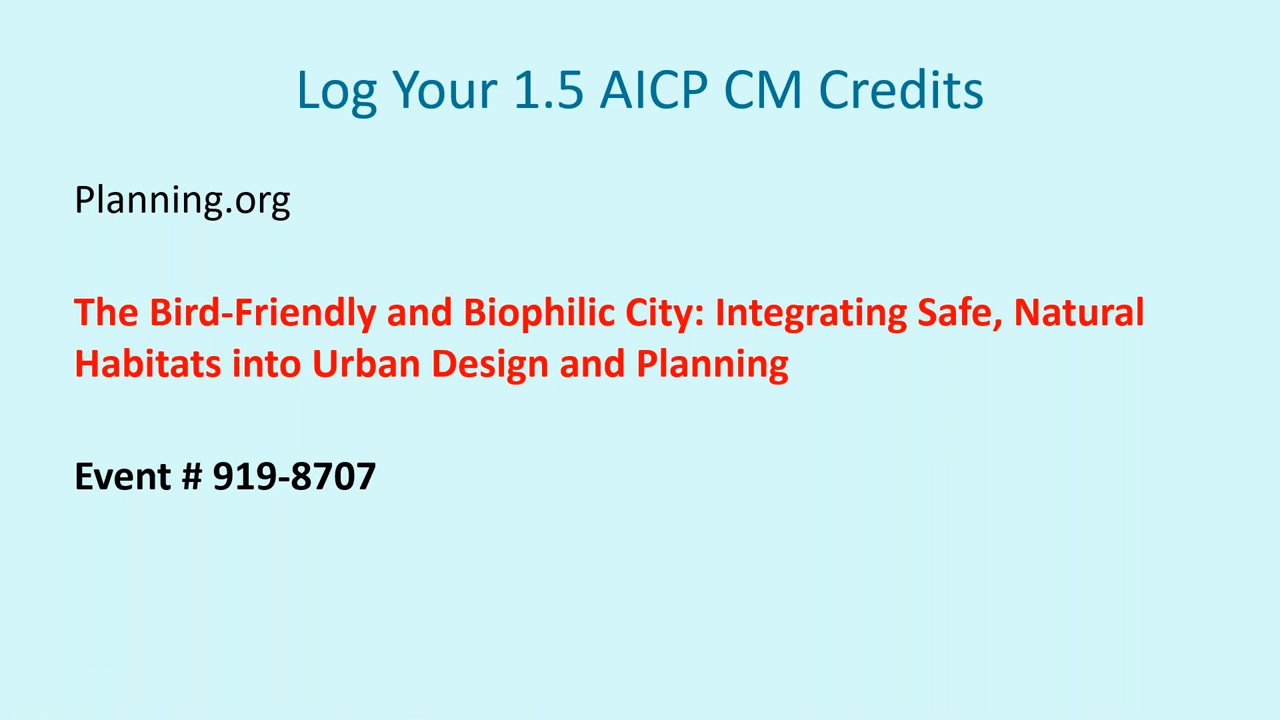 Log Your 1.5 AICP CM Credits
Planning.org
The Bird-Friendly and Biophilic City: Integrating Safe, Natural
Habitats into Urban Design and Planning
Event # 919-8707